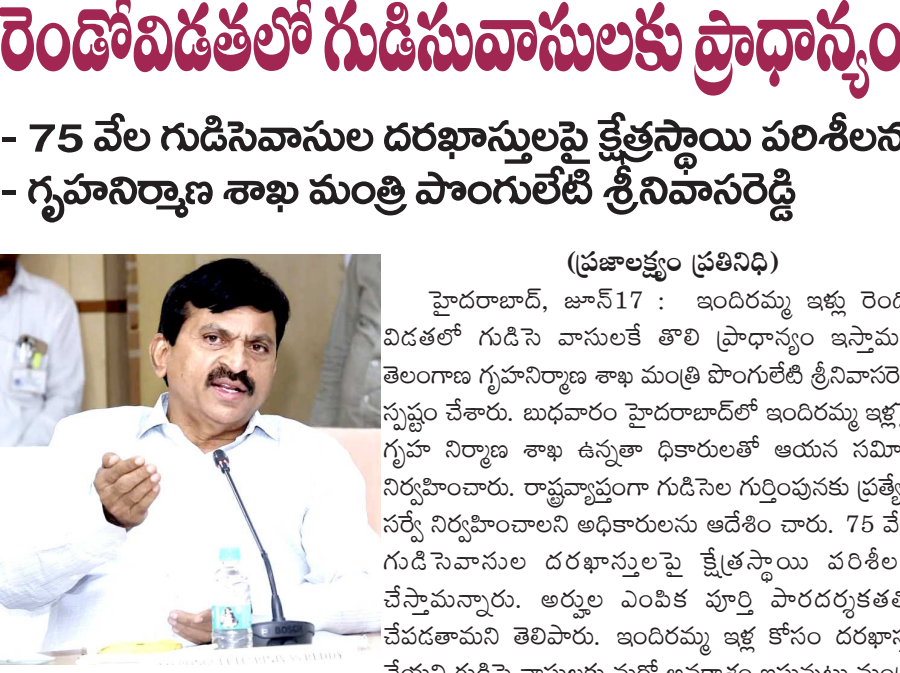 రెండోవిడతలో గుడిసువాసులకు ప్రాధాన్యం
- 75 వేల గుడిసెవాసుల దరఖాస్తులపై క్షేత్రస్థాయి పరిశీలన
- గృహనిర్మాణ శాఖ మంత్రి పొంగులేటి శ్రీనివాసరెడ్డి
(ప్రజాలక్ష్యం ప్రతినిధి)
హైదరాబాద్, జూన్17 : ఇందిరమ్మ ఇళ్లు రెండ
విడతలో గుడిసె వాసులకే తొలి ప్రాధాన్యం ఇస్తామ
తెలంగాణ గృహనిర్మాణ శాఖ మంత్రి పొంగులేటి శ్రీనివాసరె
స్పష్టం చేశారు. బుధవారం హైదరాబాద్‌లో ఇందిరమ్మ ఇళ్ల
గృహ నిర్మాణ శాఖ ఉన్నతా ధికారులతో ఆయన సమీ
నిర్వహించారు. రాష్ట్రవ్యాప్తంగా గుడిసెల గుర్తింపునకు ప్రత్యే
సర్వే నిర్వహించాలని అధికారులను ఆదేశిం చారు. 75 వే
గుడిసెవాసుల దరఖాస్తులపై క్షేత్రస్థాయి పరిశీల
చేస్తామన్నారు. అర్హుల ఎంపిక పూర్తి పారదర్శకతత
చేపడతామని తెలిపారు. ఇందిరమ్మ ఇళ్ల కోసం దరఖాస
BOSCH